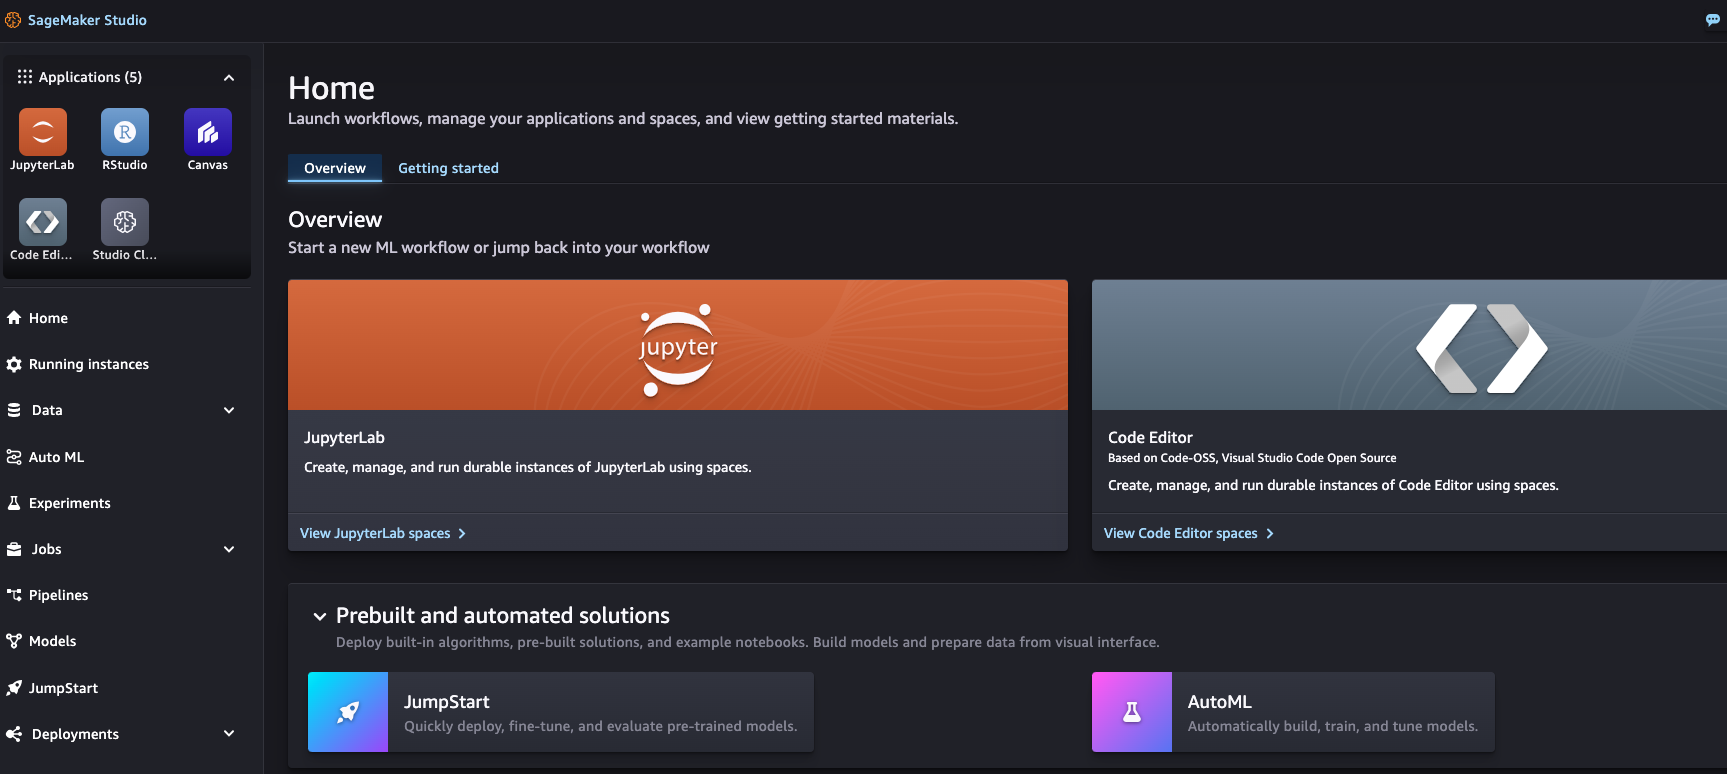 SageMaker Studio
Applications (5)
JupyterLab
RStudio
Canvas
Code Edi...
Studio Cl...
Home
Running instances
Data
Auto ML
Experiments
Jobs
Pipelines
Models
JumpStart
Deployments
Home
Launch workflows, manage your applications and spaces, and view getting started materials.
Overview
Getting started
Overview
Start a new ML workflow or jump back into your workflow
jupyter
JupyterLab
Create, manage, and run durable instances of JupyterLab using spaces.
View JupyterLab spaces
Code Editor
Based on Code-OSS, Visual Studio Code Open Source
Create, manage, and run durable instances of Code Editor using spaces.
View Code Editor spaces
Prebuilt and automated solutions
Deploy built-in algorithms, pre-built solutions, and example notebooks. Build models and prepare data from visual interface.
JumpStart
Quickly deploy, fine-tune, and evaluate pre-trained models.
AutoML
Automatically build, train, and tune models.